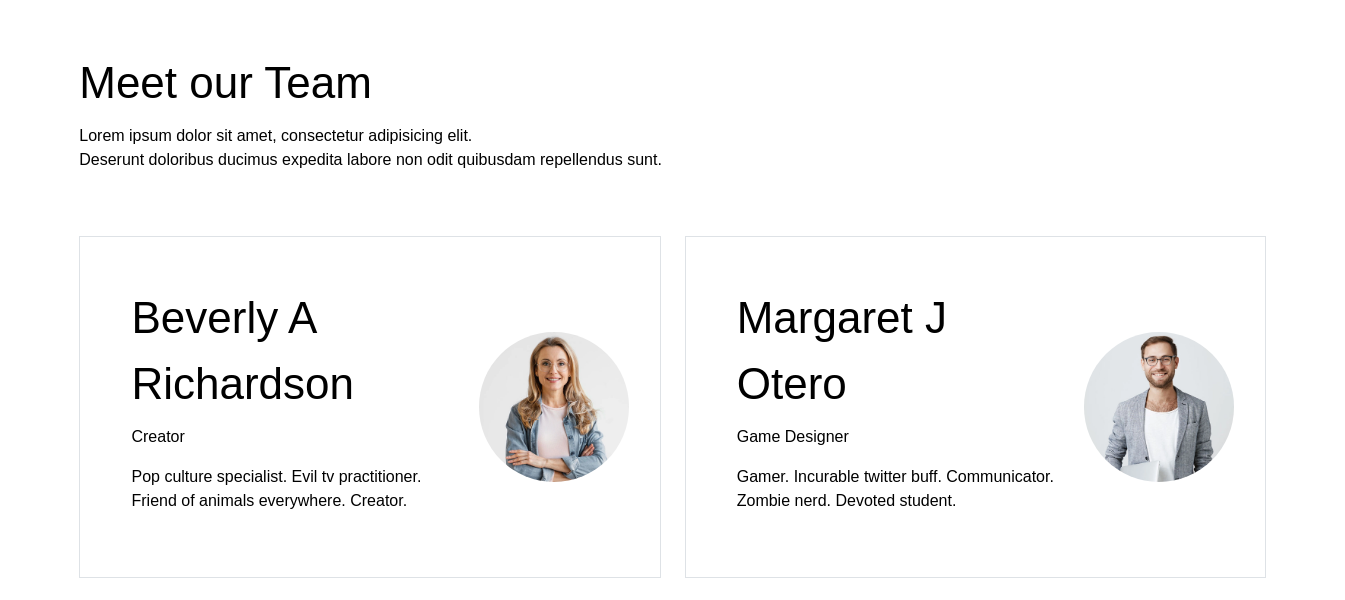 Meet our Team
Lorem ipsum dolor sit amet, consectetur adipisicing elit.
Deserunt doloribus ducimus expedita labore non odit quibusdam repellendus sunt.
Beverly A
Richardson
Creator
Pop culture specialist. Evil tv practitioner.
Friend of animals everywhere. Creator.
Margaret J
Otero
Game Designer
Gamer. Incurable twitter buff. Communicator.
Zombie nerd. Devoted student.